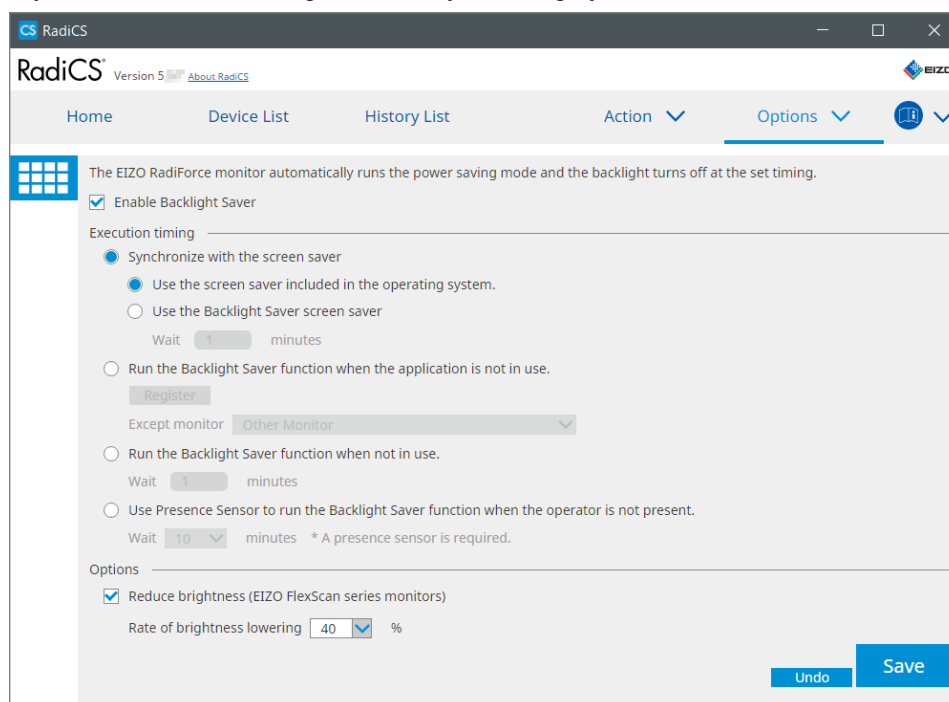 CS RadiCS
RadiCS Version 5 About RadiCS EIZO
Home Device List History List Action Options
The EIZO RadiForce monitor automatically runs the power saving mode and the backlight turns off at the set timing.
Enable Backlight Saver
Execution timing
Synchronize with the screen saver
Use the screen saver included in the operating system.
Use the Backlight Saver screen saver
Wait 1 minutes
Run the Backlight Saver function when the application is not in use.
Register
Except monitor Other Monitor
Run the Backlight Saver function when not in use.
Wait 1 minutes
Use Presence Sensor to run the Backlight Saver function when the operator is not present.
Wait 10 minutes * A presence sensor is required.
Options
Reduce brightness (EIZO FlexScan series monitors)
Rate of brightness lowering 40 %
Undo Save